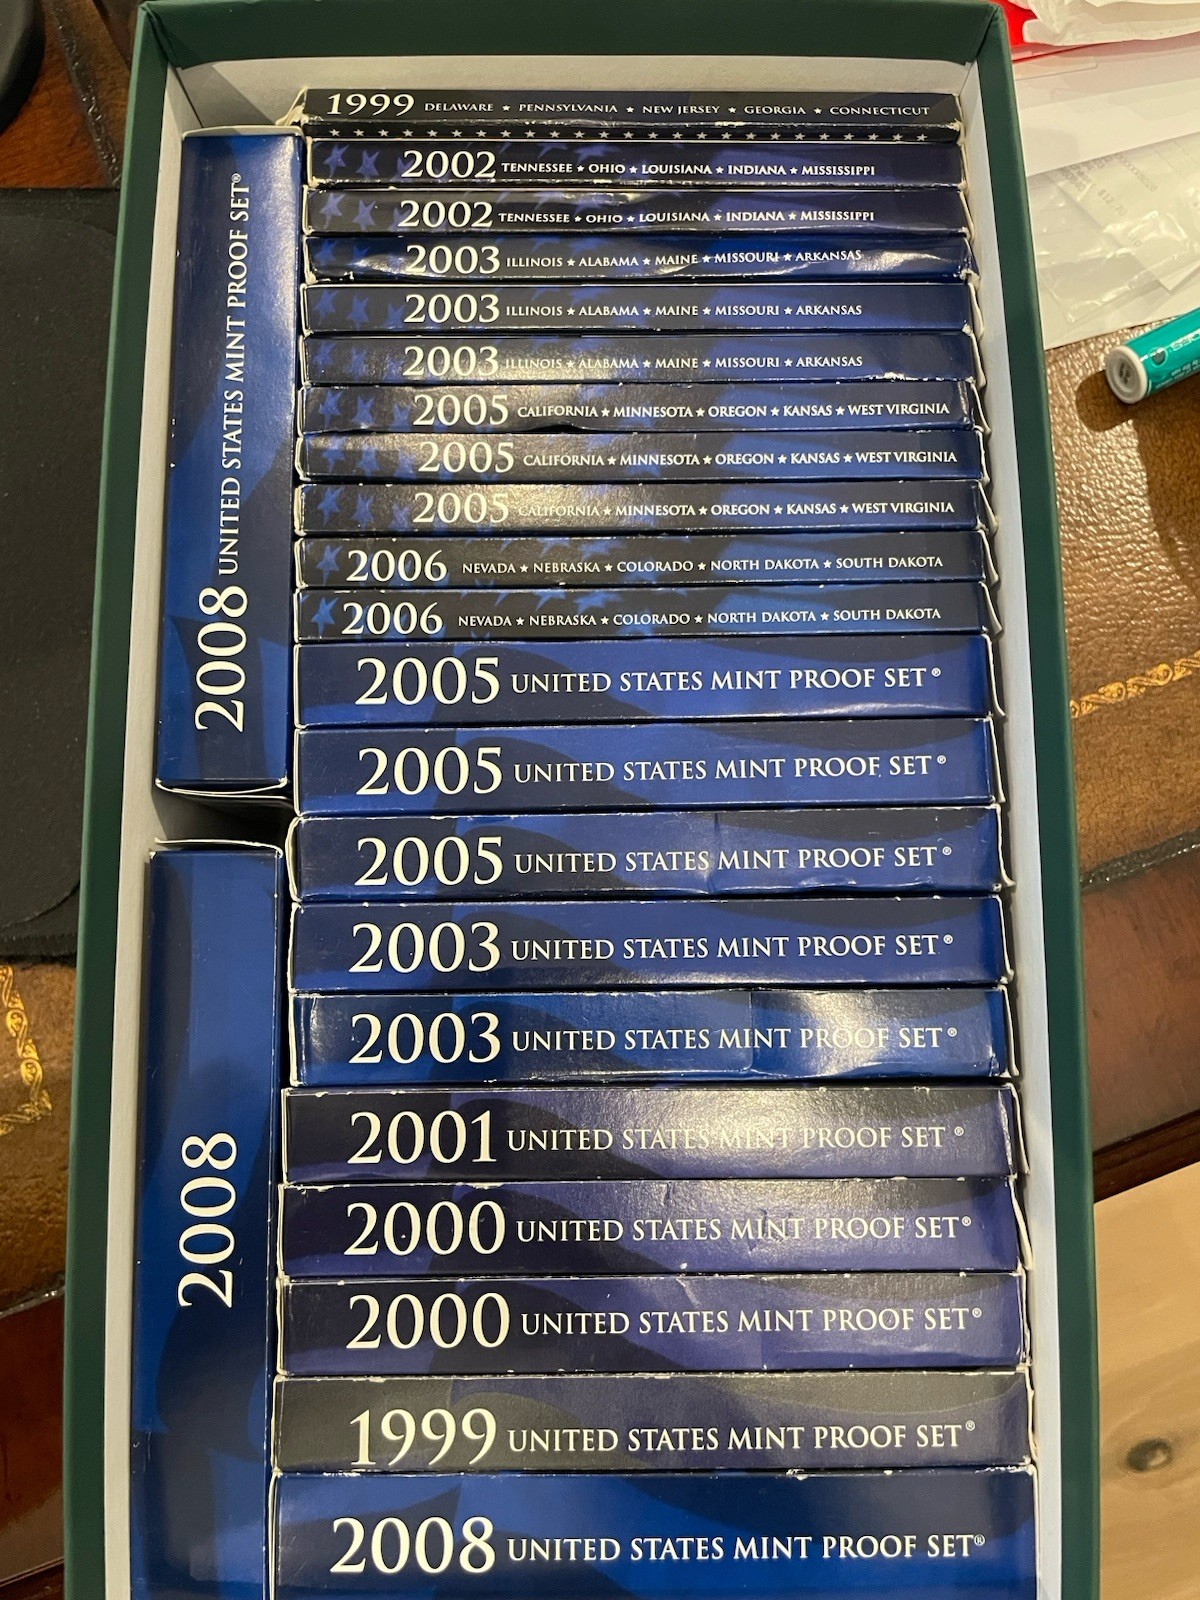 1999 DELAWARE ★ PENNSYLVANIA ★ NEW JERSEY ★ GEORGIA ★ CONNECTICUT
2002 TENNESSEE ★ OHIO ★ LOUISIANA ★ INDIANA ★ MISSISSIPPI
2002 TENNESSEE ★ OHIO ★ LOUISIANA ★ INDIANA ★ MISSISSIPPI
2003 ILLINOIS ★ ALABAMA ★ MAINE ★ MISSOURI ★ ARKANSAS
2003 ILLINOIS ★ ALABAMA ★ MAINE ★ MISSOURI ★ ARKANSAS
2003 ILLINOIS ★ ALABAMA ★ MAINE ★ MISSOURI ★ ARKANSAS
2005 CALIFORNIA ★ MINNESOTA ★ OREGON ★ KANSAS ★ WEST VIRGINIA
2005 CALIFORNIA ★ MINNESOTA ★ OREGON ★ KANSAS ★ WEST VIRGINIA
2005 CALIFORNIA ★ MINNESOTA ★ OREGON ★ KANSAS ★ WEST VIRGINIA
2006 NEVADA ★ NEBRASKA ★ COLORADO ★ NORTH DAKOTA ★ SOUTH DAKOTA
2006 NEVADA ★ NEBRASKA ★ COLORADO ★ NORTH DAKOTA ★ SOUTH DAKOTA
2005 UNITED STATES MINT PROOF SET®
2005 UNITED STATES MINT PROOF SET®
2005 UNITED STATES MINT PROOF SET®
2003 UNITED STATES MINT PROOF SET®
2003 UNITED STATES MINT PROOF SET®
2001 UNITED STATES MINT PROOF SET®
2000 UNITED STATES MINT PROOF SET®
2000 UNITED STATES MINT PROOF SET®
1999 UNITED STATES MINT PROOF SET®
2008 UNITED STATES MINT PROOF SET®
2008 UNITED STATES MINT PROOF SET®
2008